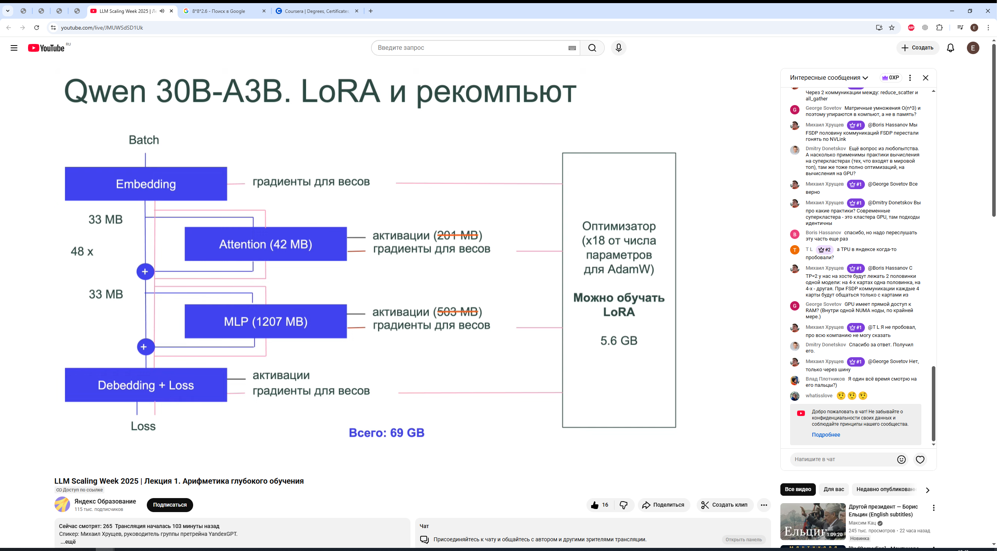 LLM Scaling Week 2025 | Ле
8*8*2.6 - Поиск в Google
Coursera | Degrees, Certificates,
youtube.com/live/JMUWSdSD1Uk
ABP
E
YouTube
RU
Введите запрос
Создать
E
Qwen 30B-A3B. LoRA и рекомпьют
Batch
Embedding
градиенты для весов
33 MB
Attention (42 MB)
активации (201 MB)
градиенты для весов
48 x
+
33 MB
MLP (1207 MB)
активации (503 MB)
градиенты для весов
+
Debedding + Loss
активации
градиенты для весов
Loss
Всего: 69 GB
Оптимизатор
(x18 от числа
параметров
для AdamW)
Можно обучать
LoRA
5.6 GB
Интересные сообщения
0XP
Через 2 коммуникации между: reduce_scatter и
all_gather
G
George Sovetov Матричные умножения O(n^3) и
поэтому упираются в компьют, а не в память?
Михаил Хрущев #1 @Boris Hassanov Мы
FSDP половину коммуникаций FSDP перестали
гонять по NVLink
Dmitry Donetskov Ещё вопрос из любопытства.
А насколько применимы практики вычисления
на суперкластерах (тех, что входят в мировой
топ), там же тоже полно оптимизаций, на
вычисления на GPU?
Михаил Хрущев #1 @George Sovetov Все
верно
Михаил Хрущев #1 @Dmitry Donetskov Вы
про какие практики? Современные
суперкластера - это кластера GPU, там подходы
идентичны
B
Boris Hassanov спасибо, но надо переслушать
эту часть еще раз
T
T L #2 а TPU в яндексе когда-то
пробовали?
Михаил Хрущев #1 @Boris Hassanov С
TP=2 у нас на хосте будут лежать 2 половинки
одной модели: на 4-х картах одна половинка, на
4-х - другая. При FSDP коммуникации каждые 4
карты будут общаться только с картами из
G
George Sovetov GPU имеет прямой доступ к
RAM? (Внутри одной NUMA ноды, по крайней
мере.)
Михаил Хрущев #1 @T L Я не пробовал,
про всю компанию не могу сказать
Dmitry Donetskov Спасибо за ответ. Получил
его.
Михаил Хрущев #1 @George Sovetov Нет,
только через шину
Влад Плотников Я один всё время смотрю на
его пальцы?)
whatisslove 🤨🤨🤨
Добро пожаловать в чат! Не забывайте о
конфиденциальности своих данных и
соблюдайте принципы нашего сообщества.
Подробнее
Напишите в чат
LLM Scaling Week 2025 | Лекция 1. Арифметика глубокого обучения
Доступ по ссылке
Яндекс Образование
115 тыс. подписчиков
Подписаться
16
Поделиться
Создать клип
Сейчас смотрят: 265 Трансляция началась 103 минуты назад
Спикер: Михаил Хрущев, руководитель группы претрейна YandexGPT.
...ещё
Чат
Присоединяйтесь к чату и общайтесь с автором и другими зрителями трансляции.
Открыть панель
Все видео
Для вас
Недавно опубликованн
Ельцин
1:09:20
Другой президент — Борис
Ельцин (English subtitles)
Максим Кац
245 тыс. просмотров • 22 часа назад
Новинка